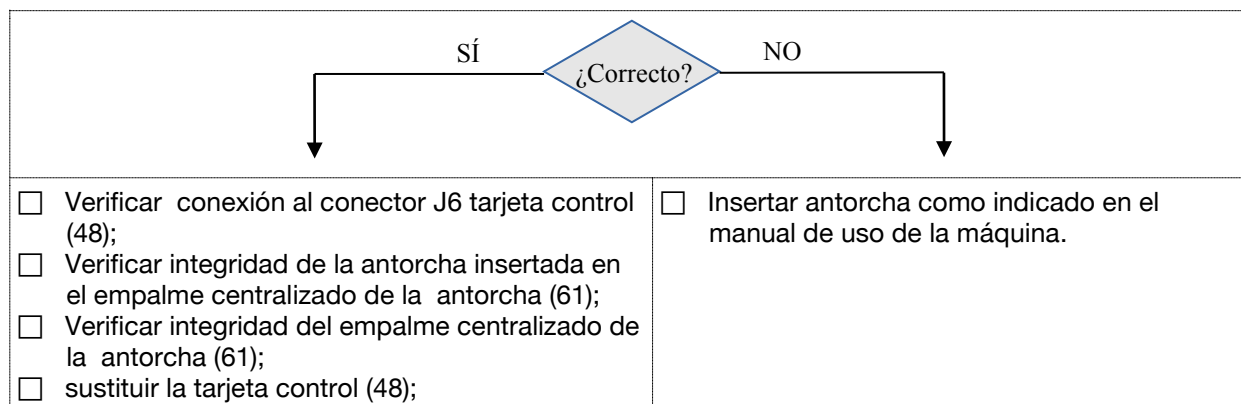 SÍ
¿Correcto?
NO
Verificar conexión al conector J6 tarjeta control
(48);
Verificar integridad de la antorcha insertada en
el empalme centralizado de la antorcha (61);
Verificar integridad del empalme centralizado de
la antorcha (61);
sustituir la tarjeta control (48);
Insertar antorcha como indicado en el
manual de uso de la máquina.